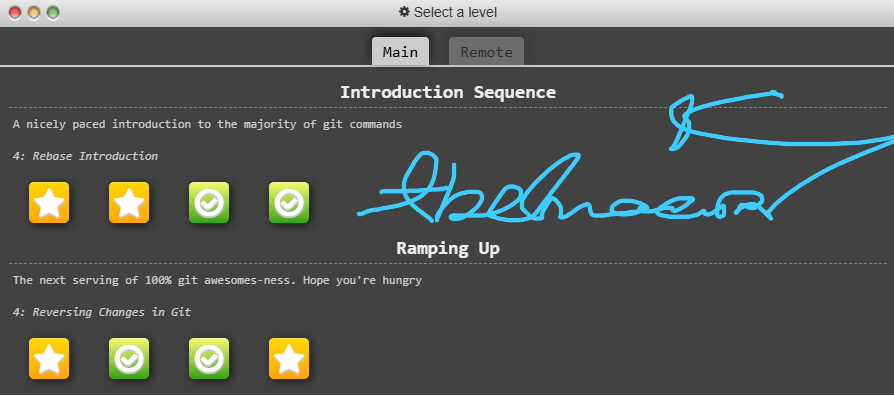 Select a level
Main Remote
Introduction Sequence
A nicely paced introduction to the majority of git commands
4: Rebase Introduction
Ramping Up
The next serving of 100% git awesomes-ness. Hope you're hungry
4: Reversing Changes in Git